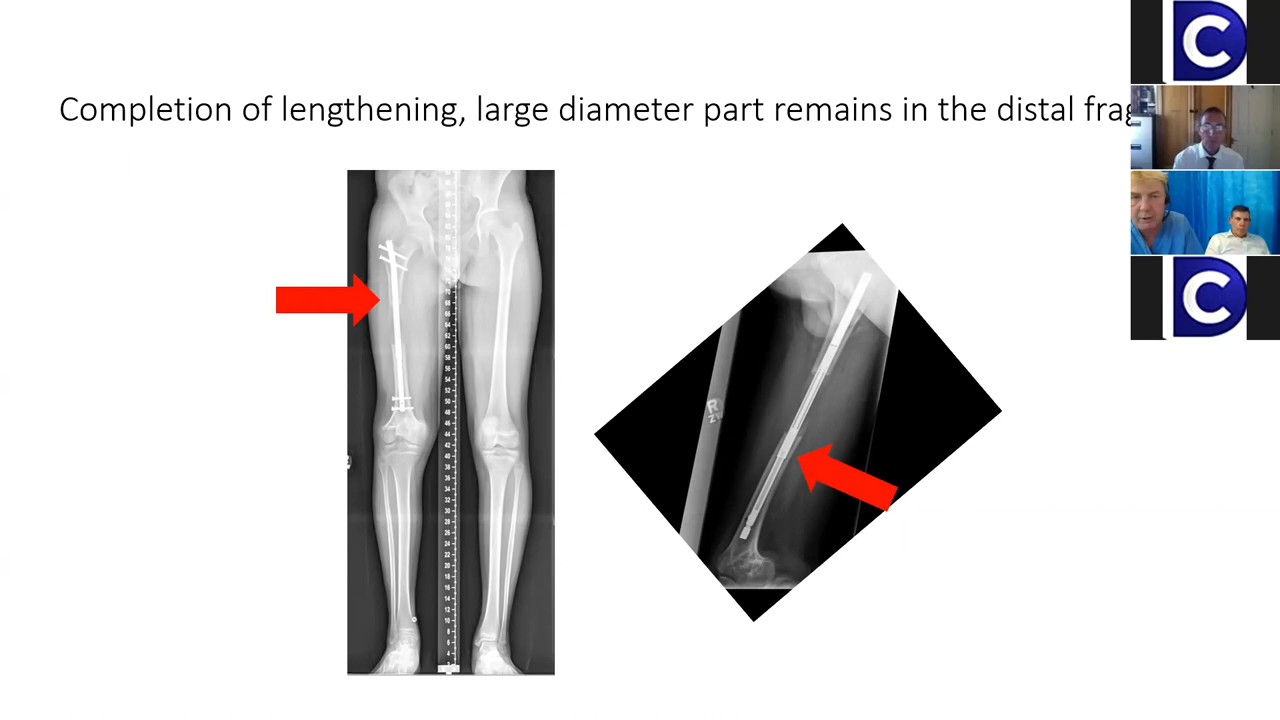 Completion of lengthening, large diameter part remains in the distal frag
C
R
C